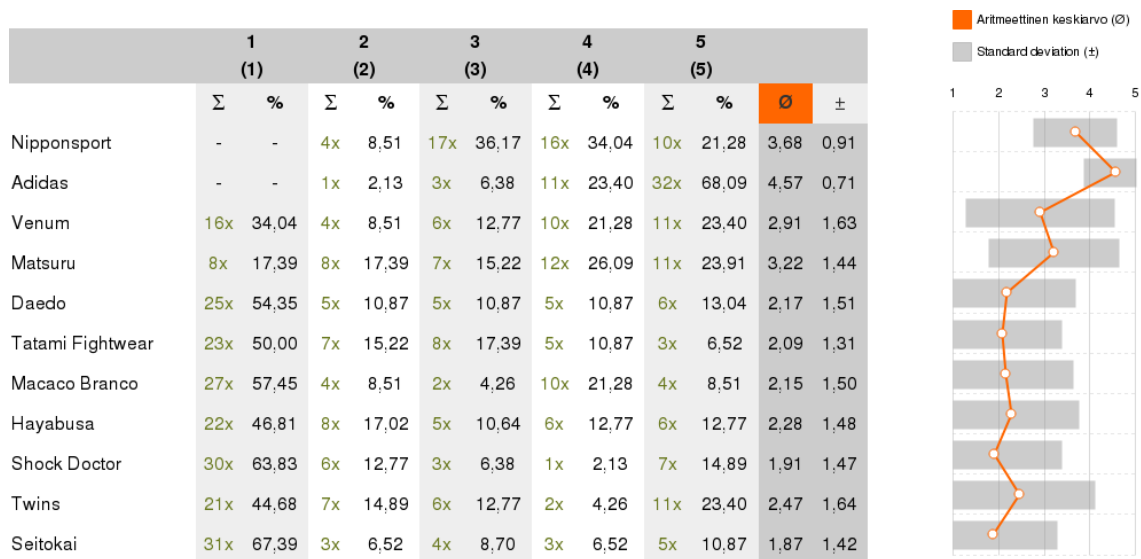 Aritmeettinen keskiarvo (Ø)
Standard deviation (±)
1 2 3 4 5
(1) (2) (3) (4) (5)
Σ % Σ % Σ % Σ % Σ % Ø ±
1 2 3 4 5
Nipponsport - - 4x 8,51 17x 36,17 16x 34,04 10x 21,28 3,68 0,91
Adidas - - 1x 2,13 3x 6,38 11x 23,40 32x 68,09 4,57 0,71
Venum 16x 34,04 4x 8,51 6x 12,77 10x 21,28 11x 23,40 2,91 1,63
Matsuru 8x 17,39 8x 17,39 7x 15,22 12x 26,09 11x 23,91 3,22 1,44
Daedo 25x 54,35 5x 10,87 5x 10,87 5x 10,87 6x 13,04 2,17 1,51
Tatami Fightwear 23x 50,00 7x 15,22 8x 17,39 5x 10,87 3x 6,52 2,09 1,31
Macaco Branco 27x 57,45 4x 8,51 2x 4,26 10x 21,28 4x 8,51 2,15 1,50
Hayabusa 22x 46,81 8x 17,02 5x 10,64 6x 12,77 6x 12,77 2,28 1,48
Shock Doctor 30x 63,83 6x 12,77 3x 6,38 1x 2,13 7x 14,89 1,91 1,47
Twins 21x 44,68 7x 14,89 6x 12,77 2x 4,26 11x 23,40 2,47 1,64
Seitokai 31x 67,39 3x 6,52 4x 8,70 3x 6,52 5x 10,87 1,87 1,42